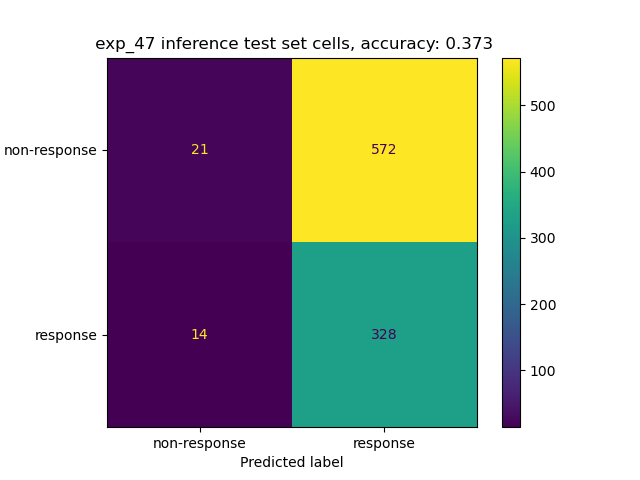 exp_47 inference test set cells, accuracy: 0.373
non-response
21
572
response
14
328
non-response
response
Predicted label
500
400
300
200
100